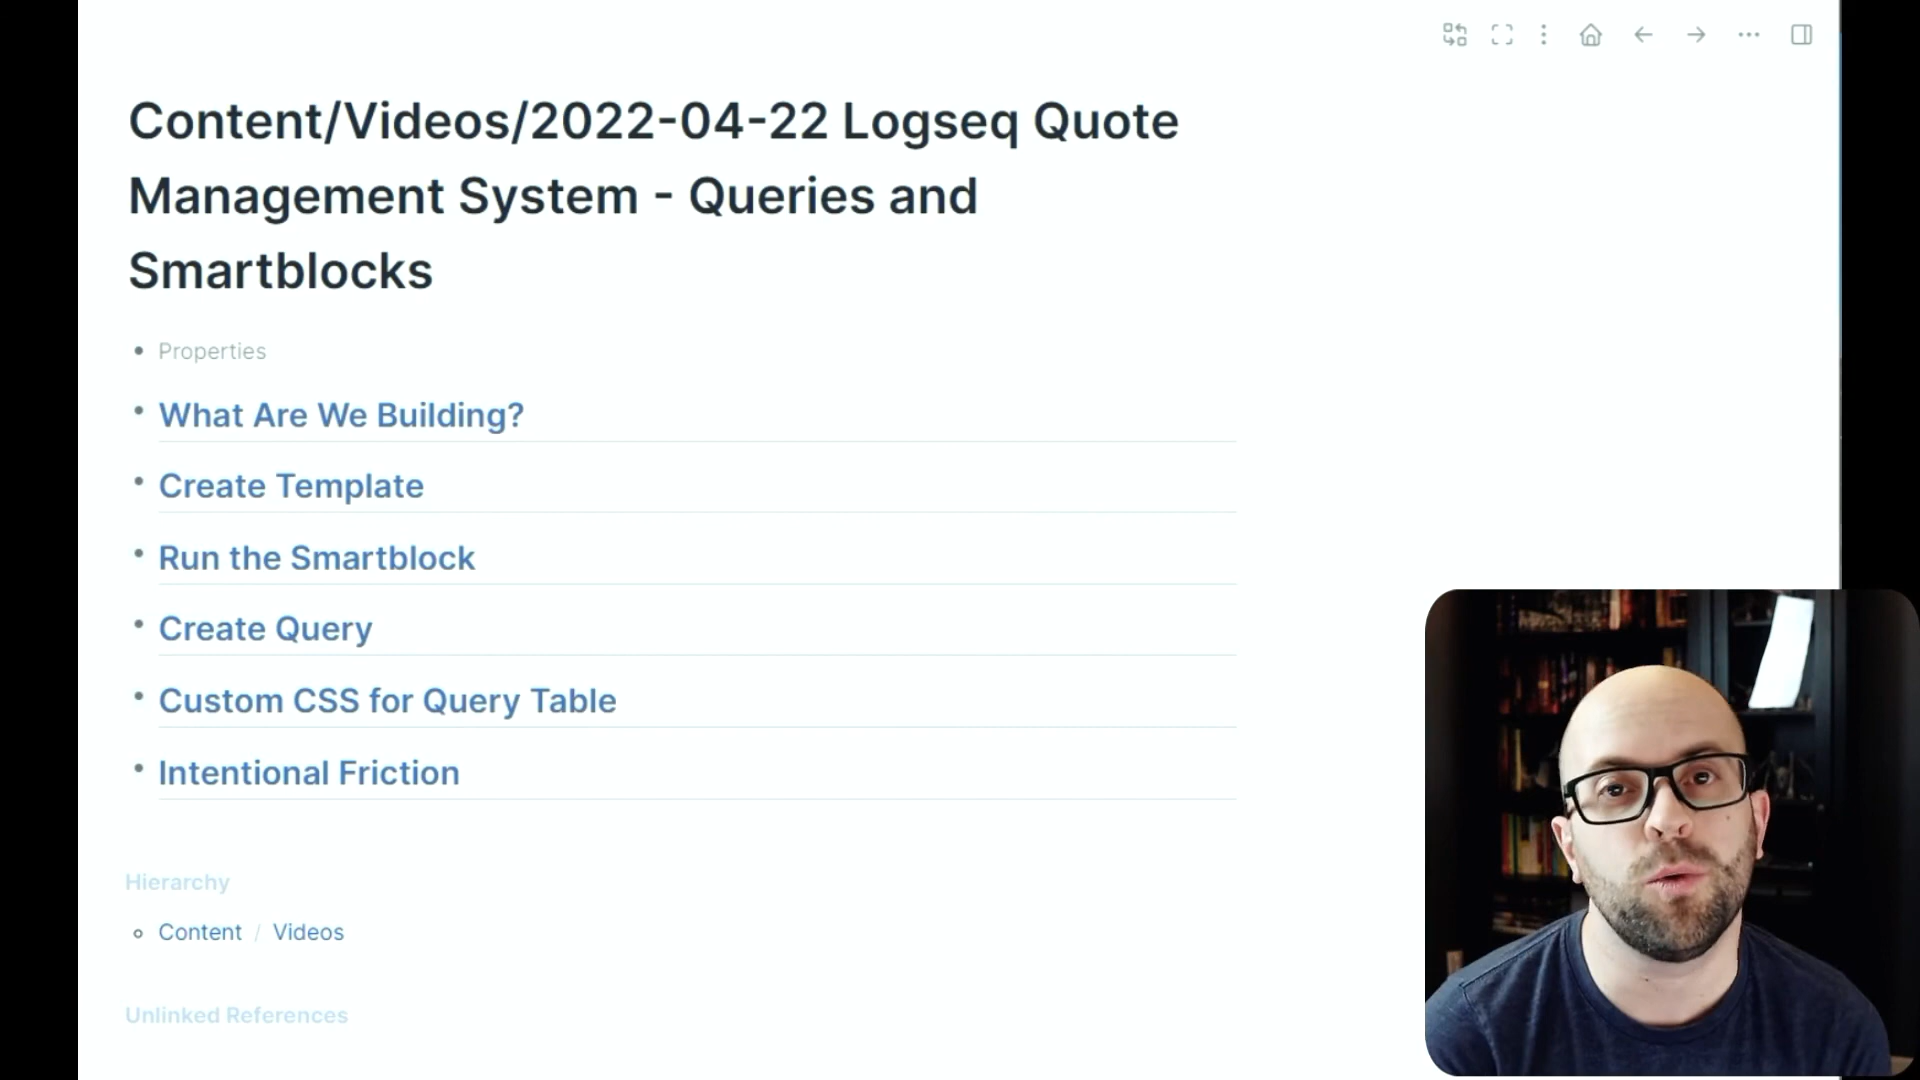 Content/Videos/2022-04-22 Logseq Quote
Management System - Queries and
Smartblocks
Properties
What Are We Building?
Create Template
Run the Smartblock
Create Query
Custom CSS for Query Table
Intentional Friction
Hierarchy
Content / Videos
Unlinked References